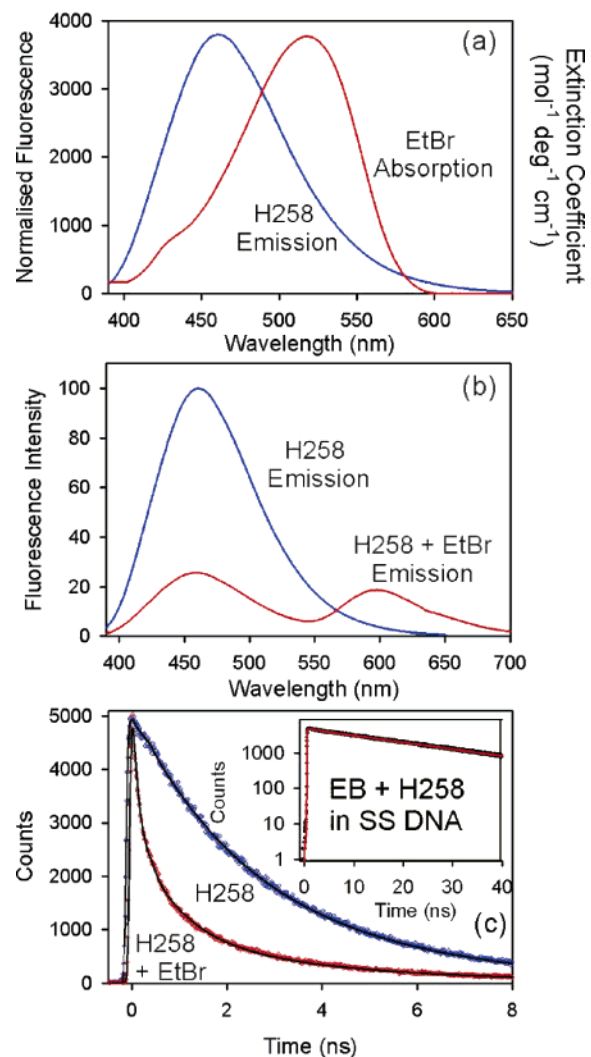 (a)
Normalised Fluorescence
4000
3000
2000
1000
0
EtBr
Absorption
H258
Emission
Extinction Coefficient
(mol⁻¹ deg⁻¹ cm⁻¹)
400 450 500 550 600 650
Wavelength (nm)
(b)
Fluorescence Intensity
100
80
60
40
20
0
H258
Emission
H258 + EtBr
Emission
400 450 500 550 600 650 700
Wavelength (nm)
5000
4000
3000
2000
1000
0
Counts
H258
H258
+ EtBr
Counts
1000
100
10
1
EB + H258
in SS DNA
0 10 20 30 40
Time (ns)
(c)
0 2 4 6 8
Time (ns)